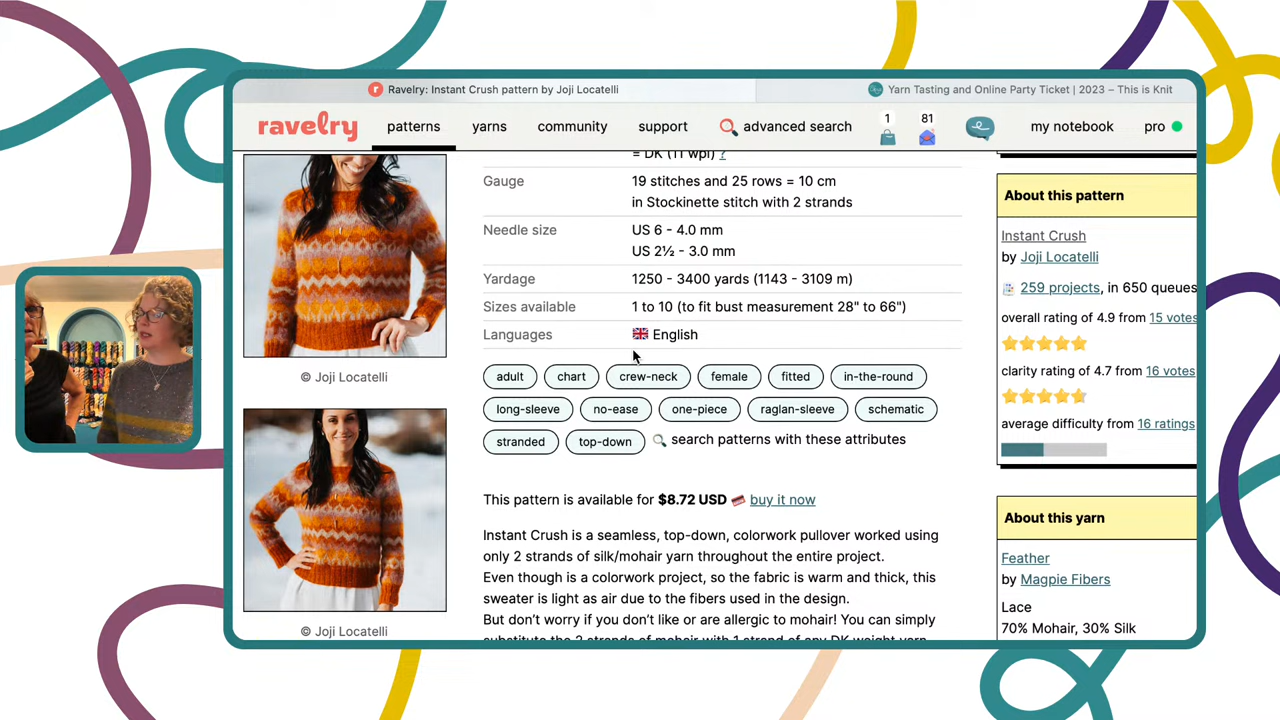 Ravelry: Instant Crush pattern by Joji Locatelli
Yarn Tasting and Online Party Ticket | 2023 – This is Knit
ravelry
patterns
yarns
community
support
advanced search
1
81
my notebook
pro
= DK (11 wpi) ?
Gauge
19 stitches and 25 rows = 10 cm
in Stockinette stitch with 2 strands
Needle size
US 6 - 4.0 mm
US 2½ - 3.0 mm
Yardage
1250 - 3400 yards (1143 - 3109 m)
Sizes available
1 to 10 (to fit bust measurement 28" to 66")
Languages
English
© Joji Locatelli
adult
chart
crew-neck
female
fitted
in-the-round
long-sleeve
no-ease
one-piece
raglan-sleeve
schematic
stranded
top-down
search patterns with these attributes
This pattern is available for $8.72 USD buy it now
Instant Crush is a seamless, top-down, colorwork pullover worked using
only 2 strands of silk/mohair yarn throughout the entire project.
Even though is a colorwork project, so the fabric is warm and thick, this
sweater is light as air due to the fibers used in the design.
But don't worry if you don't like or are allergic to mohair! You can simply
substitute the 2 strands of mohair with 1 strand of any DK weight yarn
© Joji Locatelli
About this pattern
Instant Crush
by Joji Locatelli
259 projects, in 650 queues
overall rating of 4.9 from 15 votes
clarity rating of 4.7 from 16 votes
average difficulty from 16 ratings
About this yarn
Feather
by Magpie Fibers
Lace
70% Mohair, 30% Silk